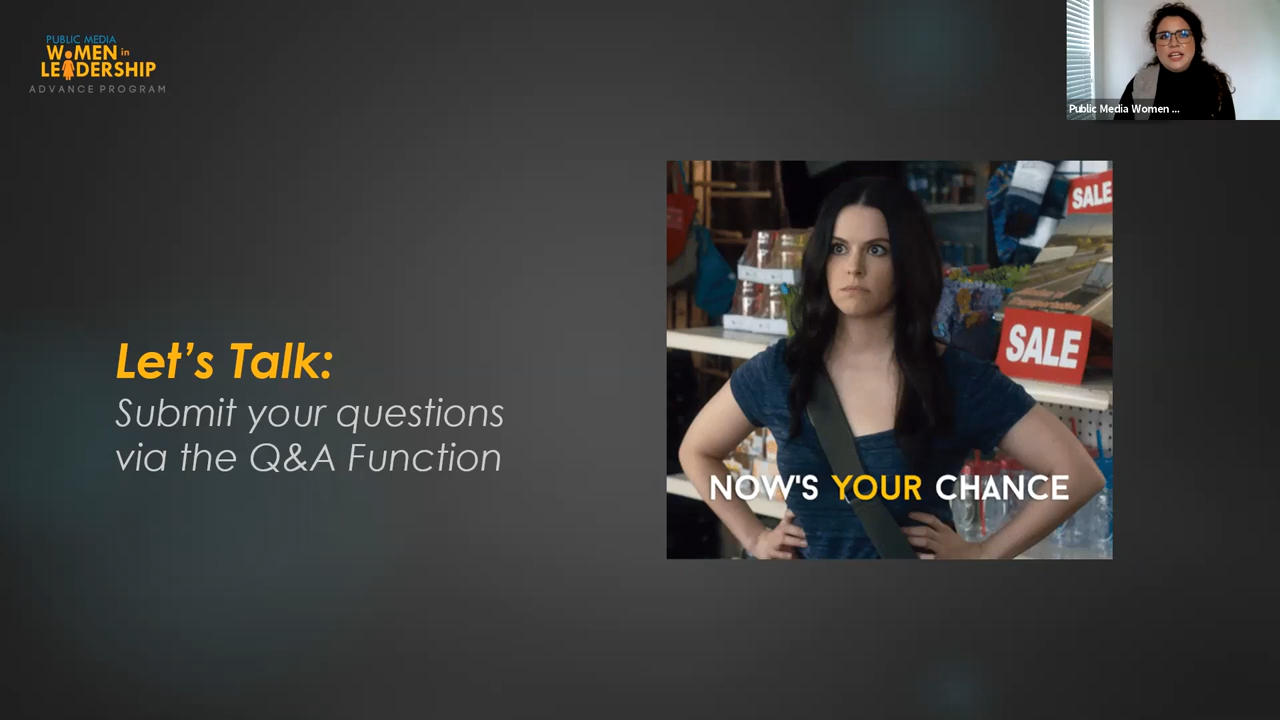 PUBLIC MEDIA
WOMEN in
LEADERSHIP
ADVANCE PROGRAM
Public Media Women ...
SALE
SALE
Let's Talk:
Submit your questions
via the Q&A Function
NOW'S YOUR CHANCE